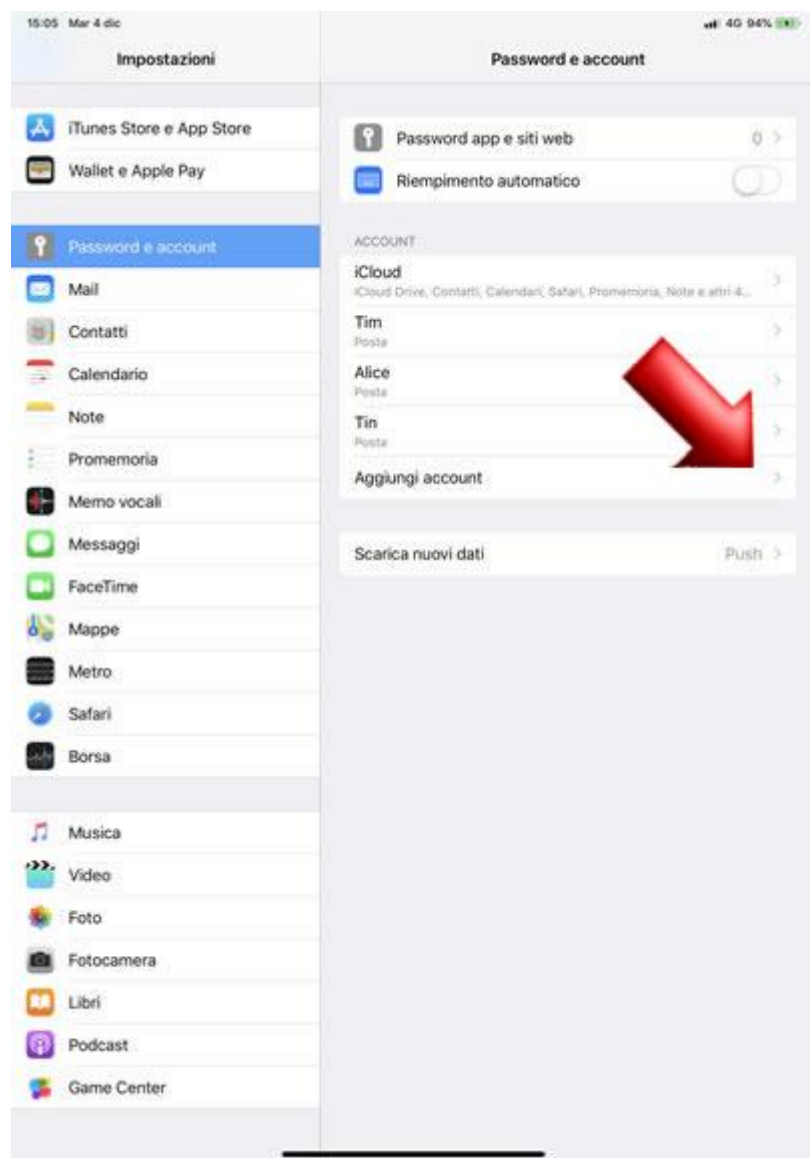 15:05 Mar 4 dic
4G 94%
Impostazioni
Password e account
iTunes Store e App Store
Wallet e Apple Pay
Password e account
Mail
Contatti
Calendario
Note
Promemoria
Memo vocali
Messaggi
FaceTime
Mappe
Metro
Safari
Borsa
Musica
Video
Foto
Fotocamera
Libri
Podcast
Game Center
Password app e siti web 0
Riempimento automatico
ACCOUNT
iCloud
iCloud Drive, Contatti, Calendari, Safari, Promemoria, Note e altri 4...
Tim
Posta
Alice
Posta
Tin
Posta
Aggiungi account
Scarica nuovi dati Push